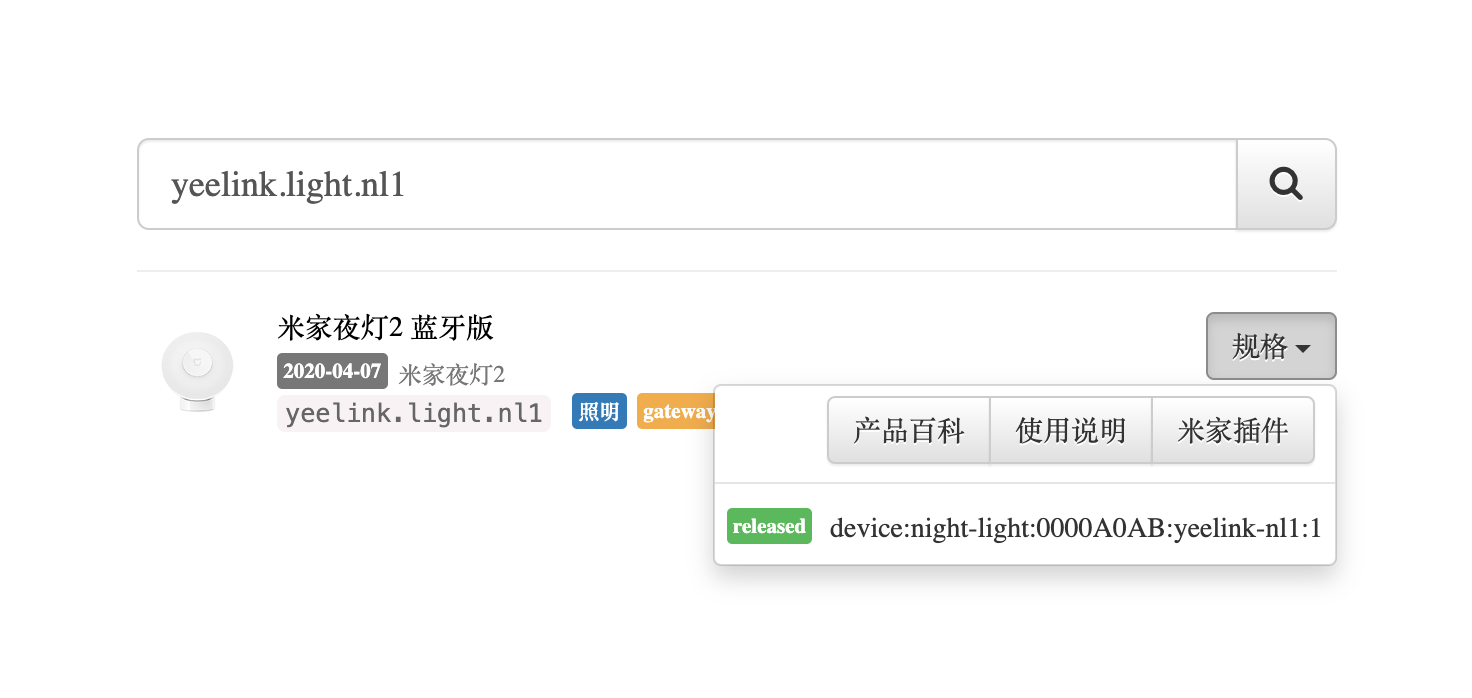 yeelink.light.nl1
米家夜灯2 蓝牙版
规格
2020-04-07 米家夜灯2
yeelink.light.nl1 照明 gateway
产品百科 使用说明 米家插件
released device:night-light:0000A0AB:yeelink-nl1:1